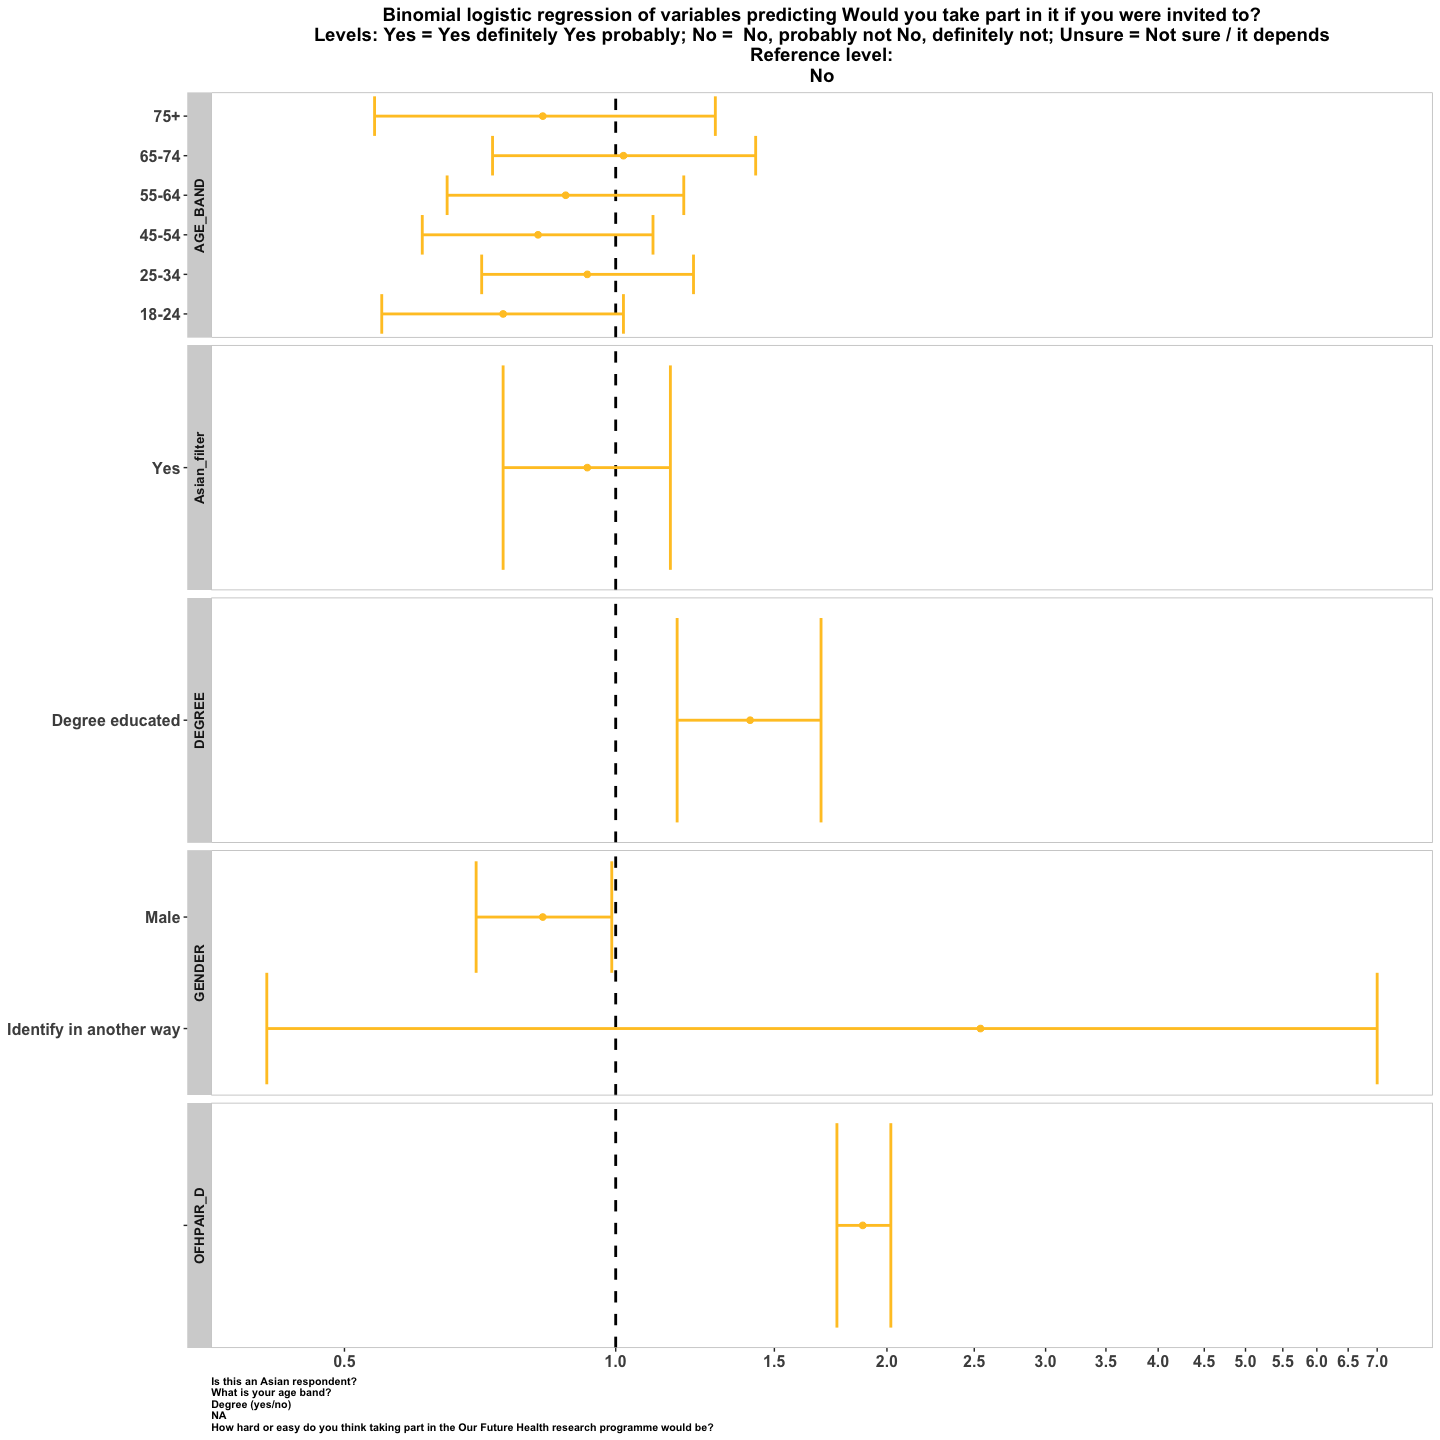 Binomial logistic regression of variables predicting Would you take part in it if you were invited to?
Levels: Yes = Yes definitely Yes probably; No =  No, probably not No, definitely not; Unsure = Not sure / it depends
Reference level:
No
AGE_BAND
75+
65-74
55-64
45-54
25-34
18-24
Asian_filter
Yes
DEGREE
Degree educated
GENDER
Male
Identify in another way
OFHPAIR_D
0.5 1.0 1.5 2.0 2.5 3.0 3.5 4.0 4.5 5.0 5.5 6.0 6.5 7.0
Is this an Asian respondent?
What is your age band?
Degree (yes/no)
NA
How hard or easy do you think taking part in the Our Future Health research programme would be?